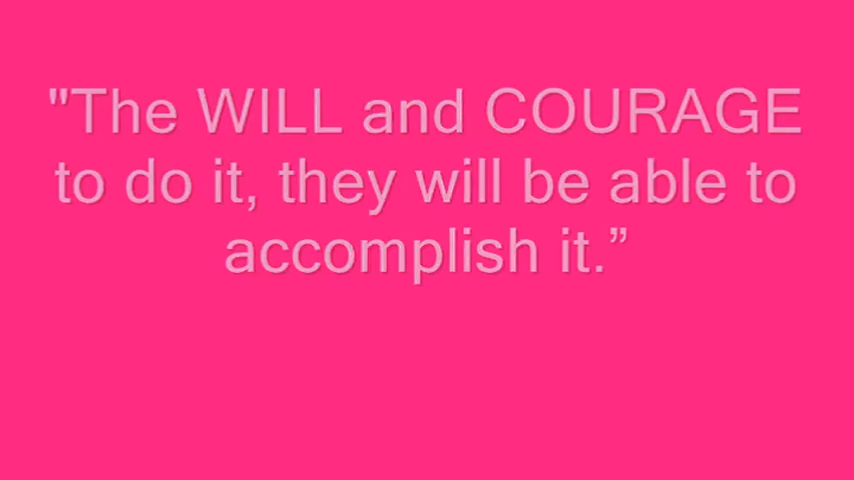 "The WILL and COURAGE
to do it, they will be able to
accomplish it.”